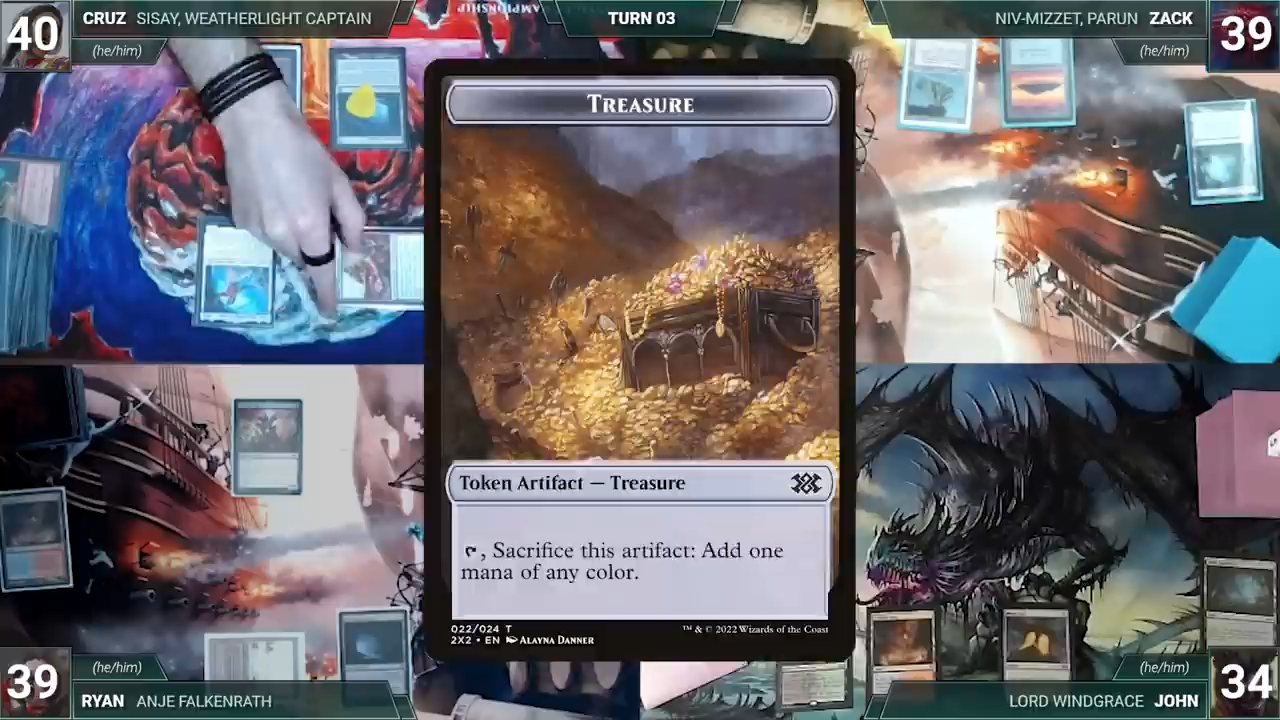 40
CRUZ SISAY, WEATHERLIGHT CAPTAIN
(he/him)
TURN 03
NIV-MIZZET, PARUN ZACK
(he/him)
39
TREASURE
Token Artifact — Treasure
, Sacrifice this artifact: Add one
mana of any color.
022/024 T
2X2 • EN ALAYNA DANNER
™ & © 2022 Wizards of the Coast
39
(he/him)
RYAN ANJE FALKENRATH
(he/him)
LORD WINDGRACE JOHN
34